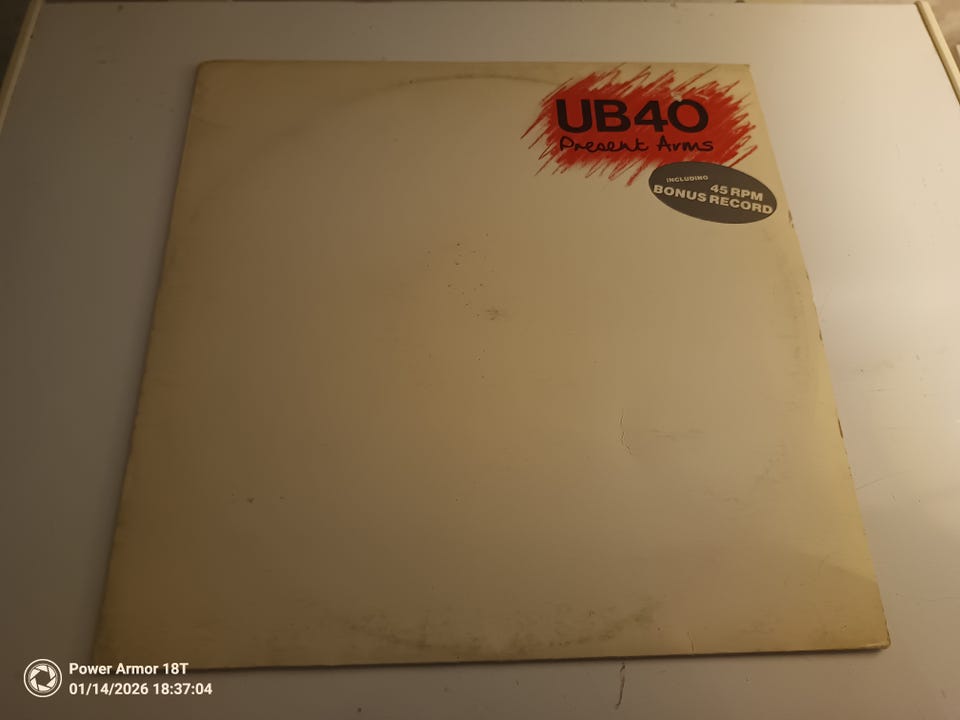 UB40
Present Arms
INCLUDING
45 RPM
BONUS RECORD
Power Armor 18T
01/14/2026 18:37:04